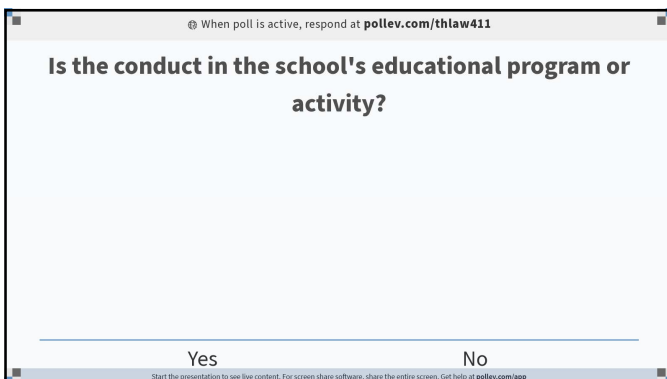 When poll is active, respond at pollev.com/thlaw411
Is the conduct in the school's educational program or
activity?
Yes No
Start the presentation to see live content. For screen share software, share the entire screen. Get help at pollev.com/app